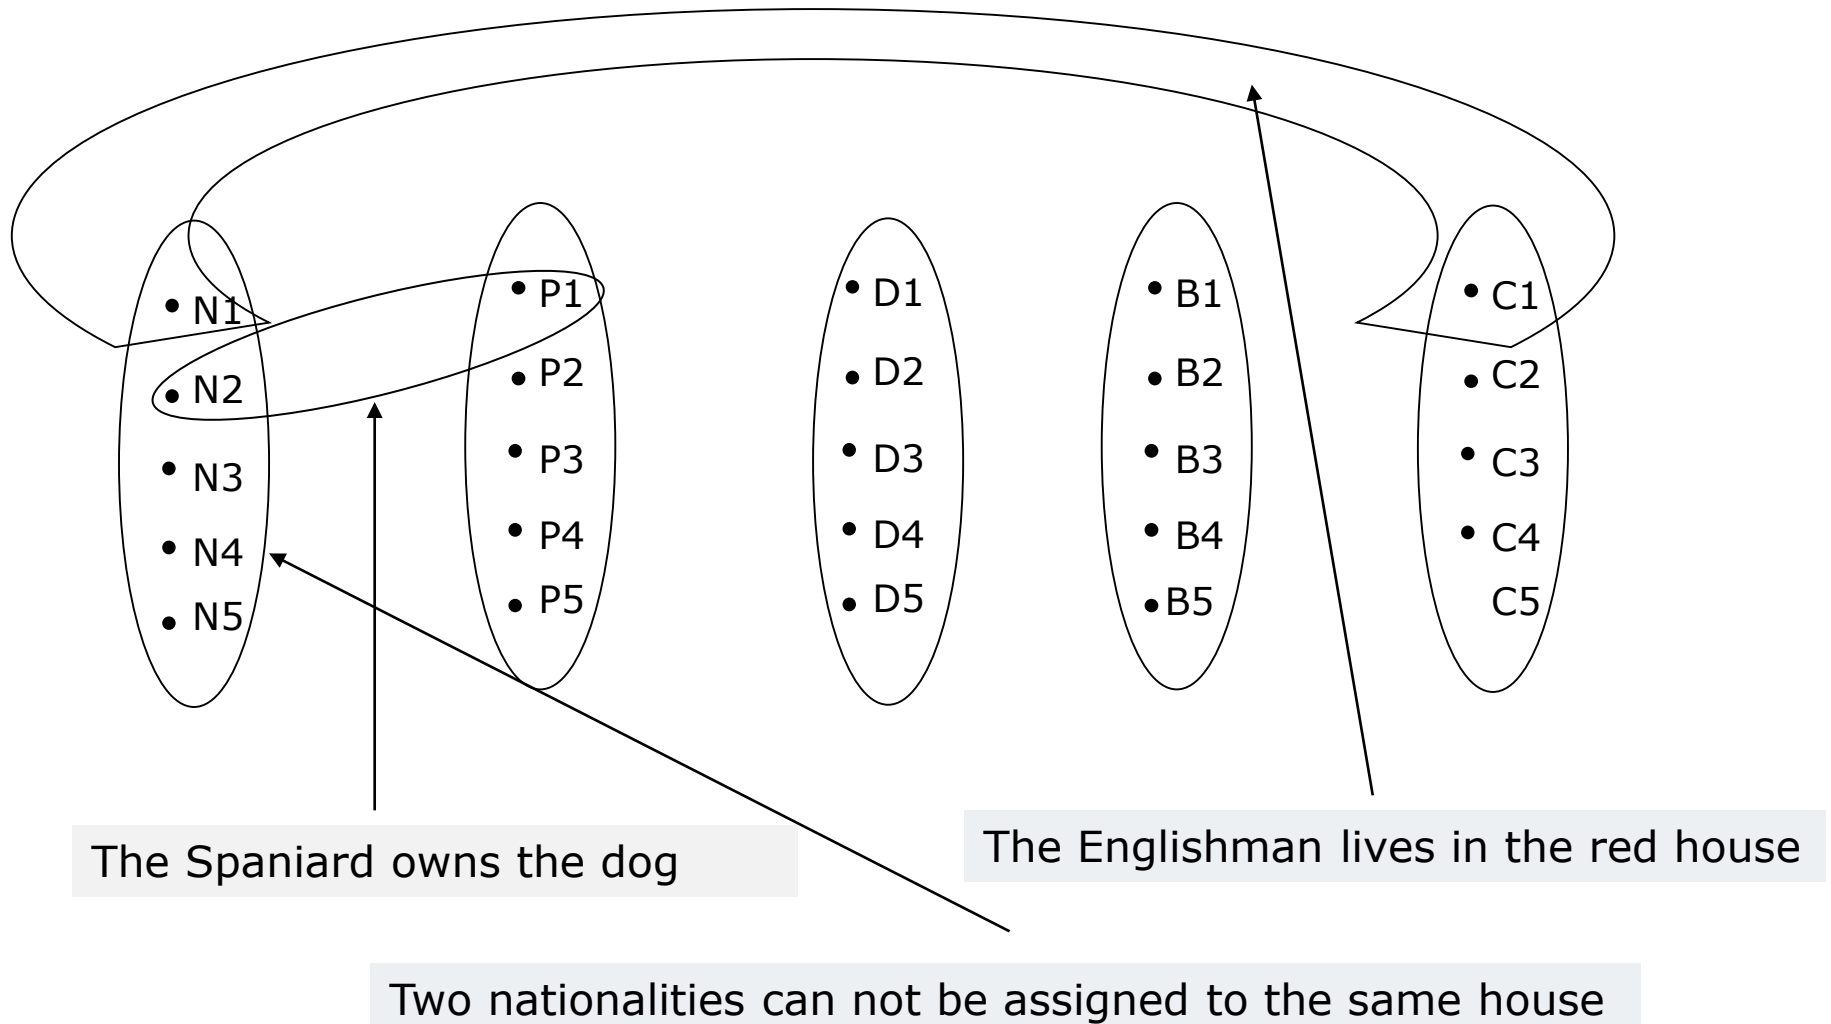 N1
N2
N3
N4
N5
P1
P2
P3
P4
P5
D1
D2
D3
D4
D5
B1
B2
B3
B4
B5
C1
C2
C3
C4
C5
The Spaniard owns the dog
The Englishman lives in the red house
Two nationalities can not be assigned to the same house